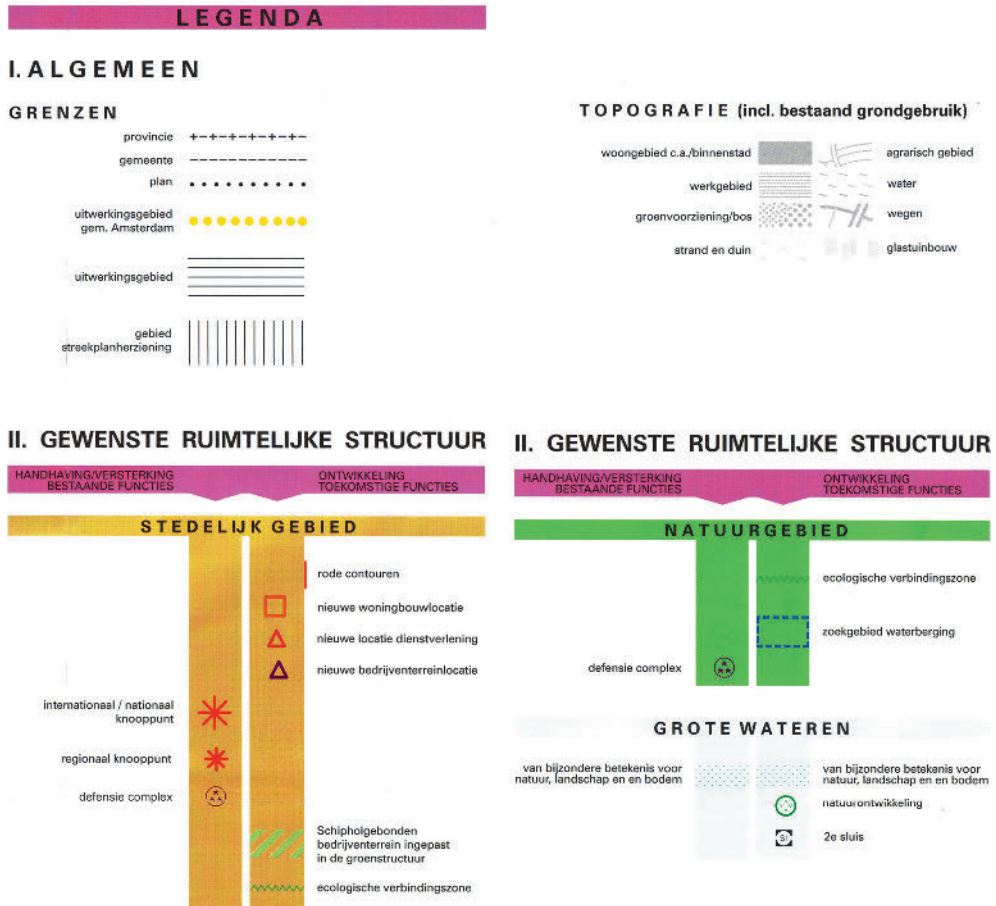 LEGENDA
I. ALGEMEEN
GRENZEN
provincie
gemeente
plan
uitwerkingsgebied
gem. Amsterdam
uitwerkingsgebied
gebied
streekplanherziening
TOPOGRAFIE (incl. bestaand grondgebruik)
woongebied c.a./binnenstad
agrarisch gebied
werkgebied
water
groenvoorziening/bos
wegen
strand en duin
glastuinbouw
II. GEWENSTE RUIMTELIJKE STRUCTUUR
HANDHAVING/VERSTERKING
BESTAANDE FUNCTIES
ONTWIKKELING
TOEKOMSTIGE FUNCTIES
STEDELIJK GEBIED
rode contouren
nieuwe woningbouwlocatie
nieuwe locatie dienstverlening
nieuwe bedrijventerreinlocatie
internationaal / nationaal
knooppunt
regionaal knooppunt
defensie complex
Schipholgebonden
bedrijventerrein ingepast
in de groenstructuur
ecologische verbindingszone
II. GEWENSTE RUIMTELIJKE STRUCTUUR
HANDHAVING/VERSTERKING
BESTAANDE FUNCTIES
ONTWIKKELING
TOEKOMSTIGE FUNCTIES
NATUURGEBIED
ecologische verbindingszone
zoekgebied waterberging
defensie complex
GROTE WATEREN
van bijzondere betekenis voor
natuur, landschap en en bodem
van bijzondere betekenis voor
natuur, landschap en en bodem
natuurontwikkeling
Sl
2e sluis